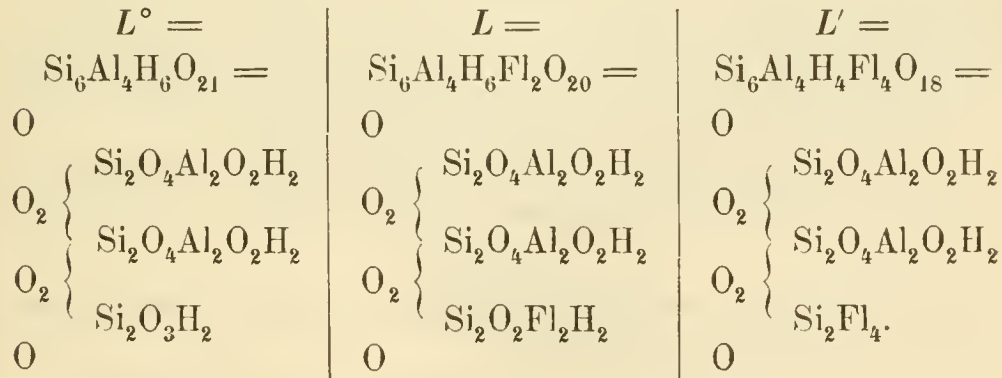 L° = | L = | L′ =
Si₆Al₄H₆O₂₁ = | Si₆Al₄H₆Fl₂O₂₀ = | Si₆Al₄H₄Fl₄O₁₈ =
O | O | O
Si₂O₄Al₂O₂H₂ | Si₂O₄Al₂O₂H₂ | Si₂O₄Al₂O₂H₂
O₂ { | O₂ { | O₂ {
Si₂O₄Al₂O₂H₂ | Si₂O₄Al₂O₂H₂ | Si₂O₄Al₂O₂H₂
O₂ { | O₂ { | O₂ {
Si₂O₃H₂ | Si₂O₂Fl₂H₂ | Si₂Fl₄.
O | O | O